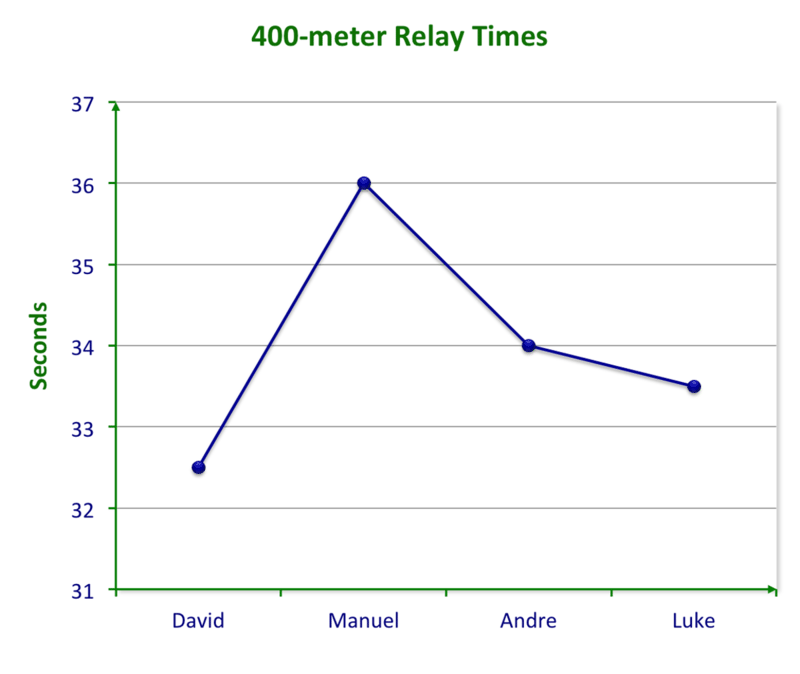 400-meter Relay Times
37
36
35
34
33
32
31
Seconds
David
Manuel
Andre
Luke